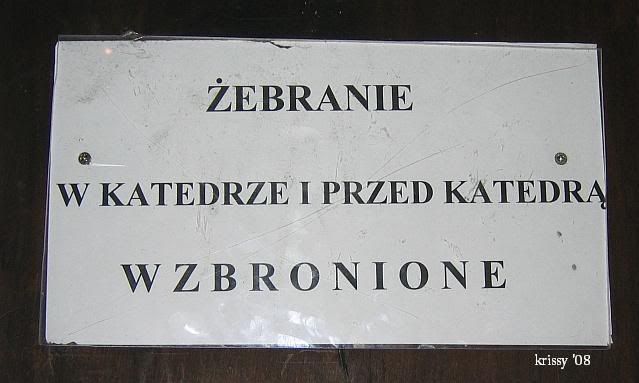 ŻEBRANIE
W KATEDRZE I PRZED KATEDRĄ
WZBRONIONE
krissy '08